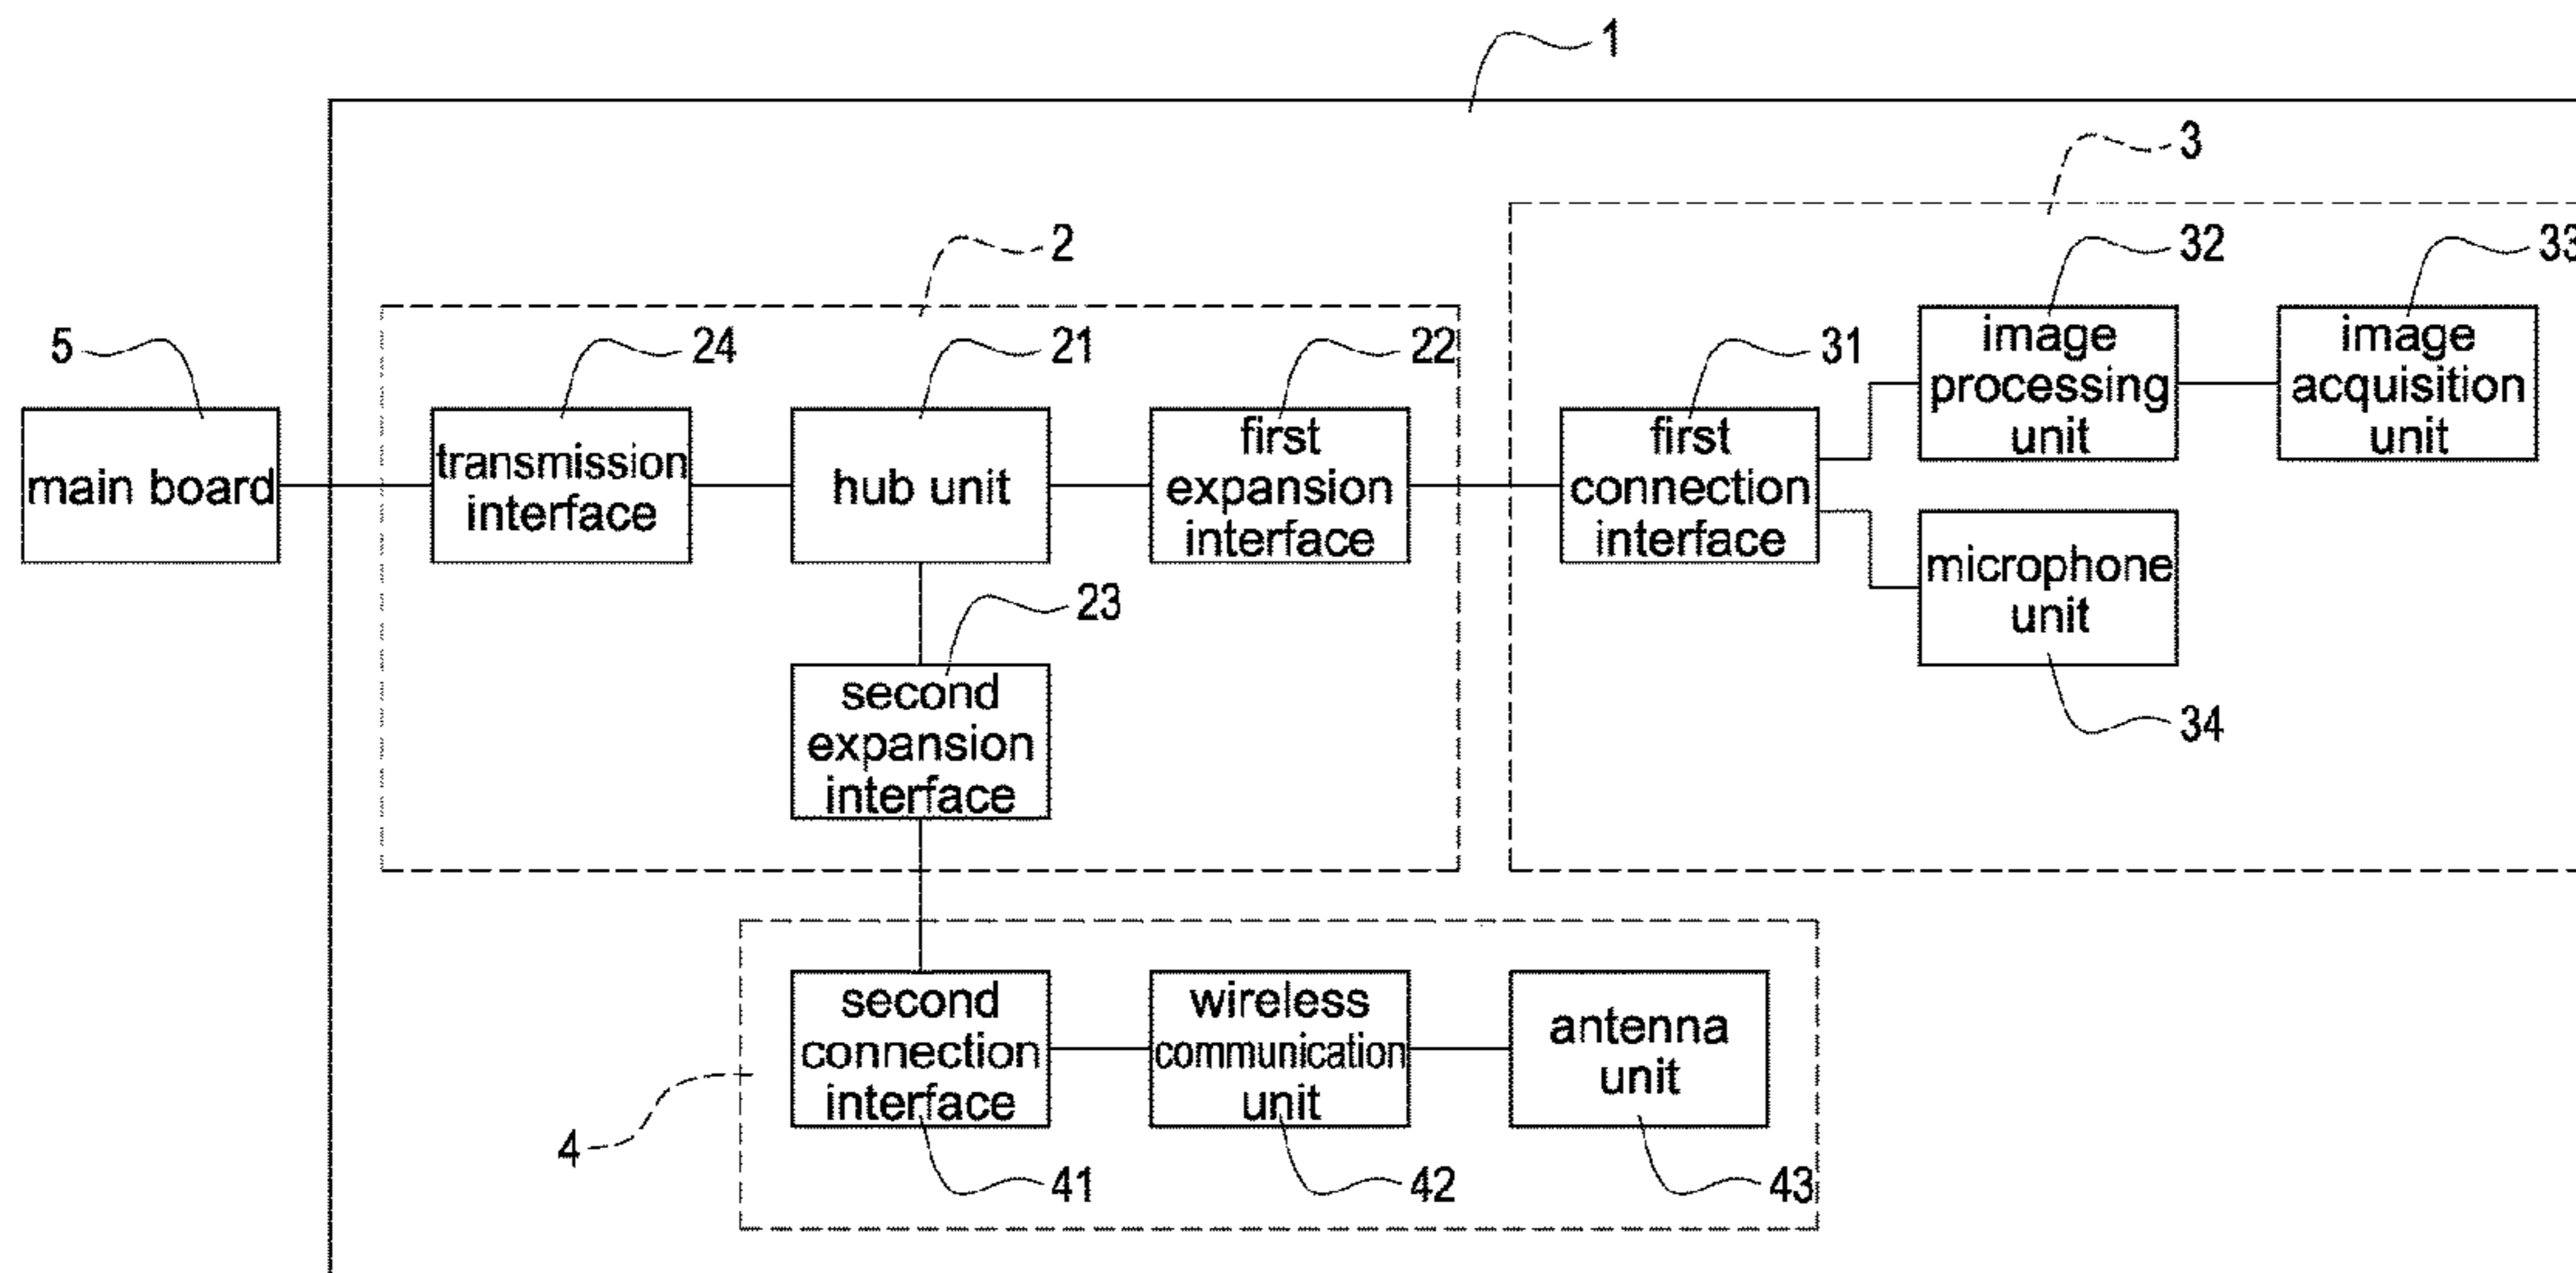 1
3
2
32
33
5
24
21
22
31
image
processing
unit
image
acquisition
unit
main board
transmission
interface
hub unit
first
expansion
interface
first
connection
interface
microphone
unit
23
second
expansion
interface
34
second
connection
interface
wireless
communication
unit
antenna
unit
4
41
42
43